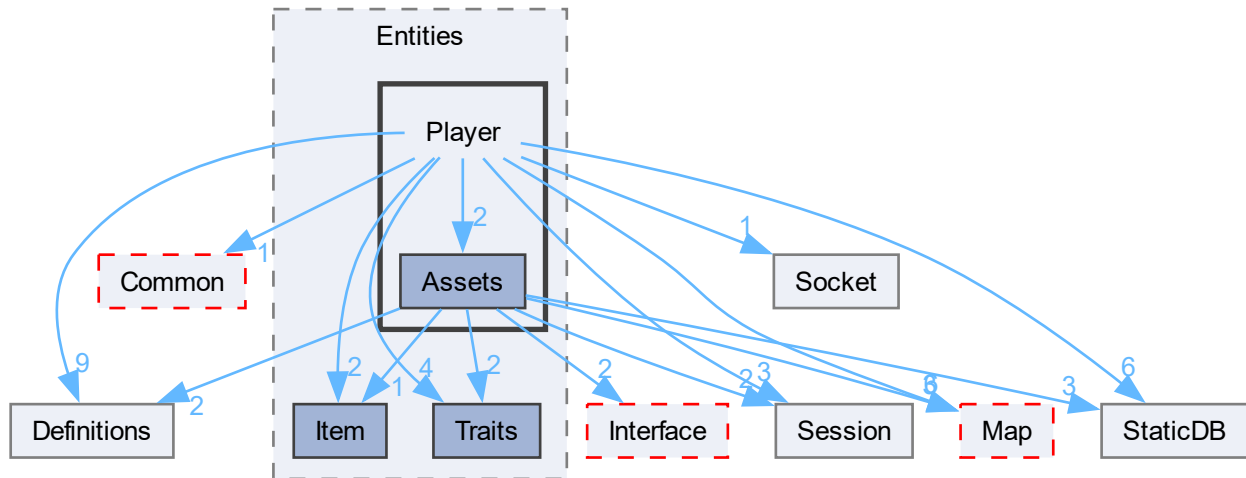 Entities
Player
2
1
1
Assets
Common
Socket
9
2
4
2
1
2
2
3
3
6
2
Definitions
Item
Traits
Interface
Session
Map
StaticDB